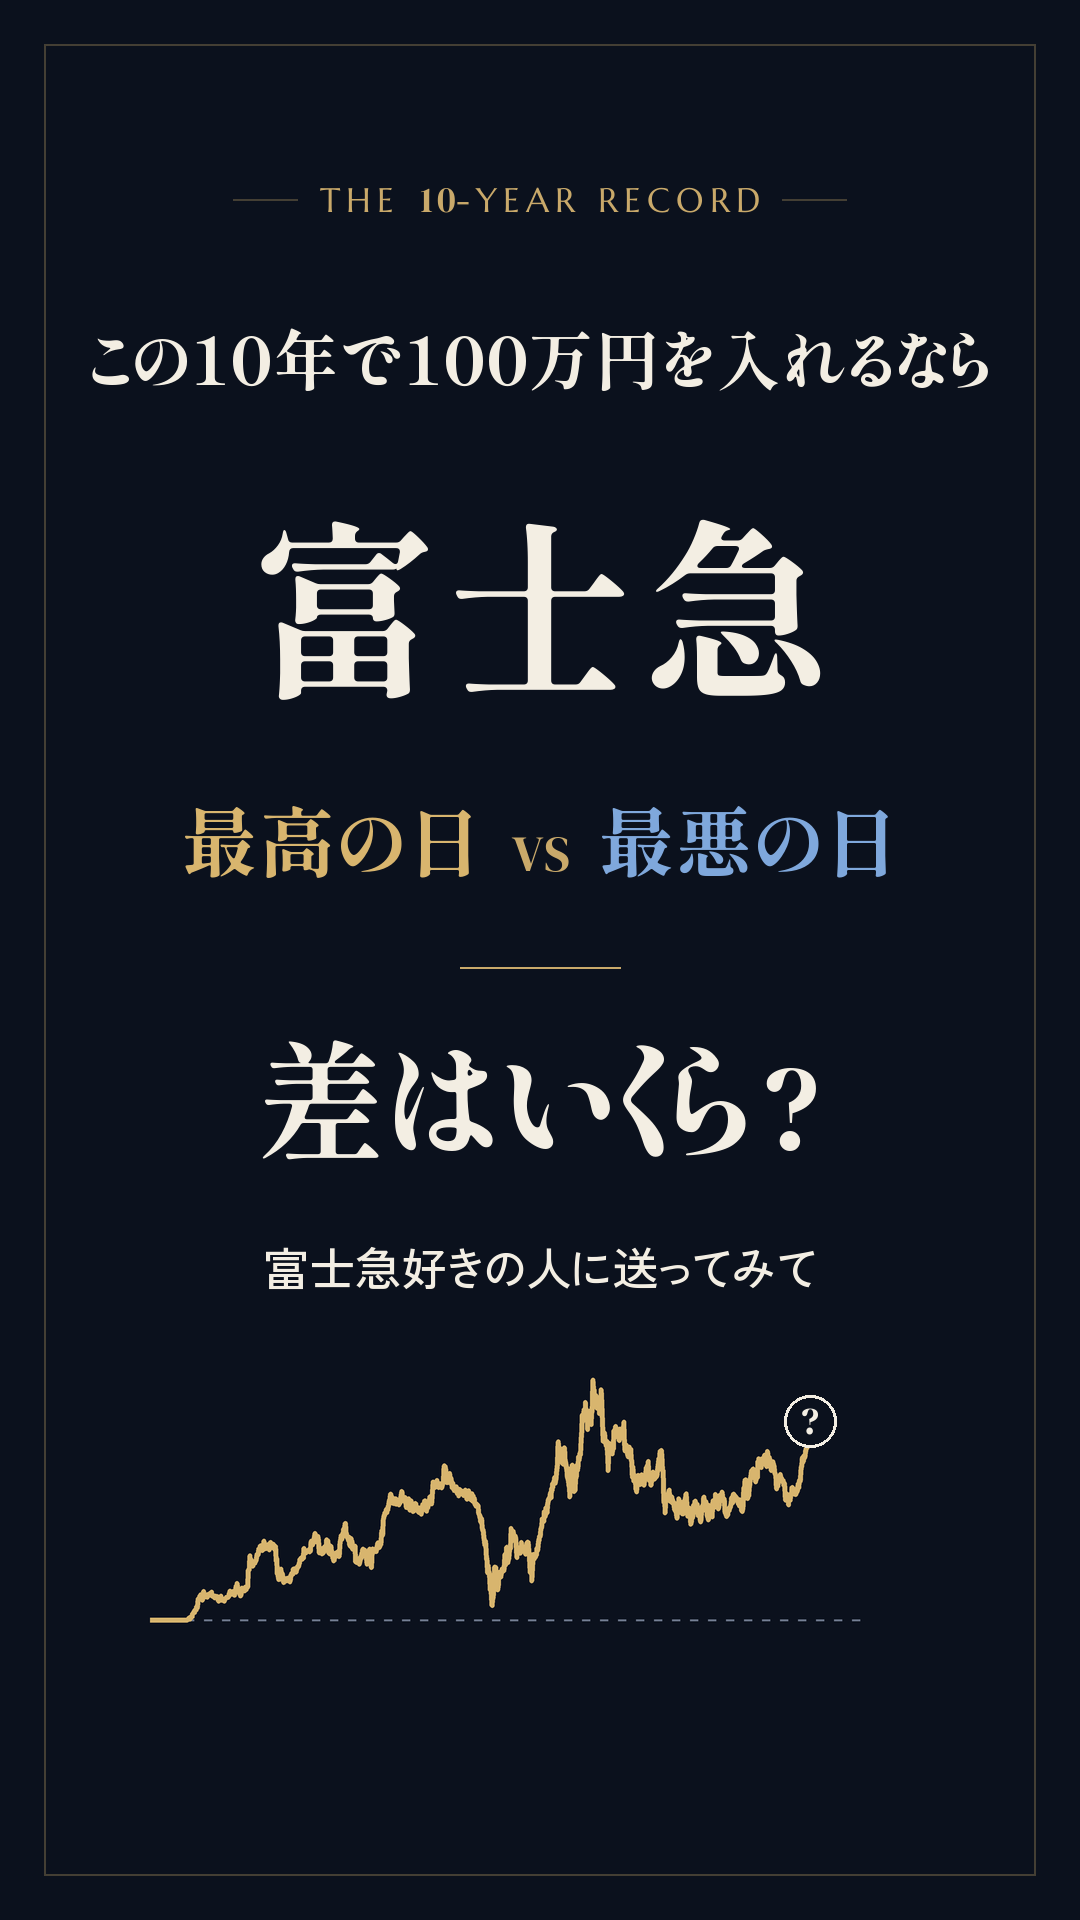 THE 10-YEAR RECORD
この10年で100万円を入れるなら
富士急
最高の日 vs 最悪の日
差はいくら?
富士急好きの人に送ってみて
?